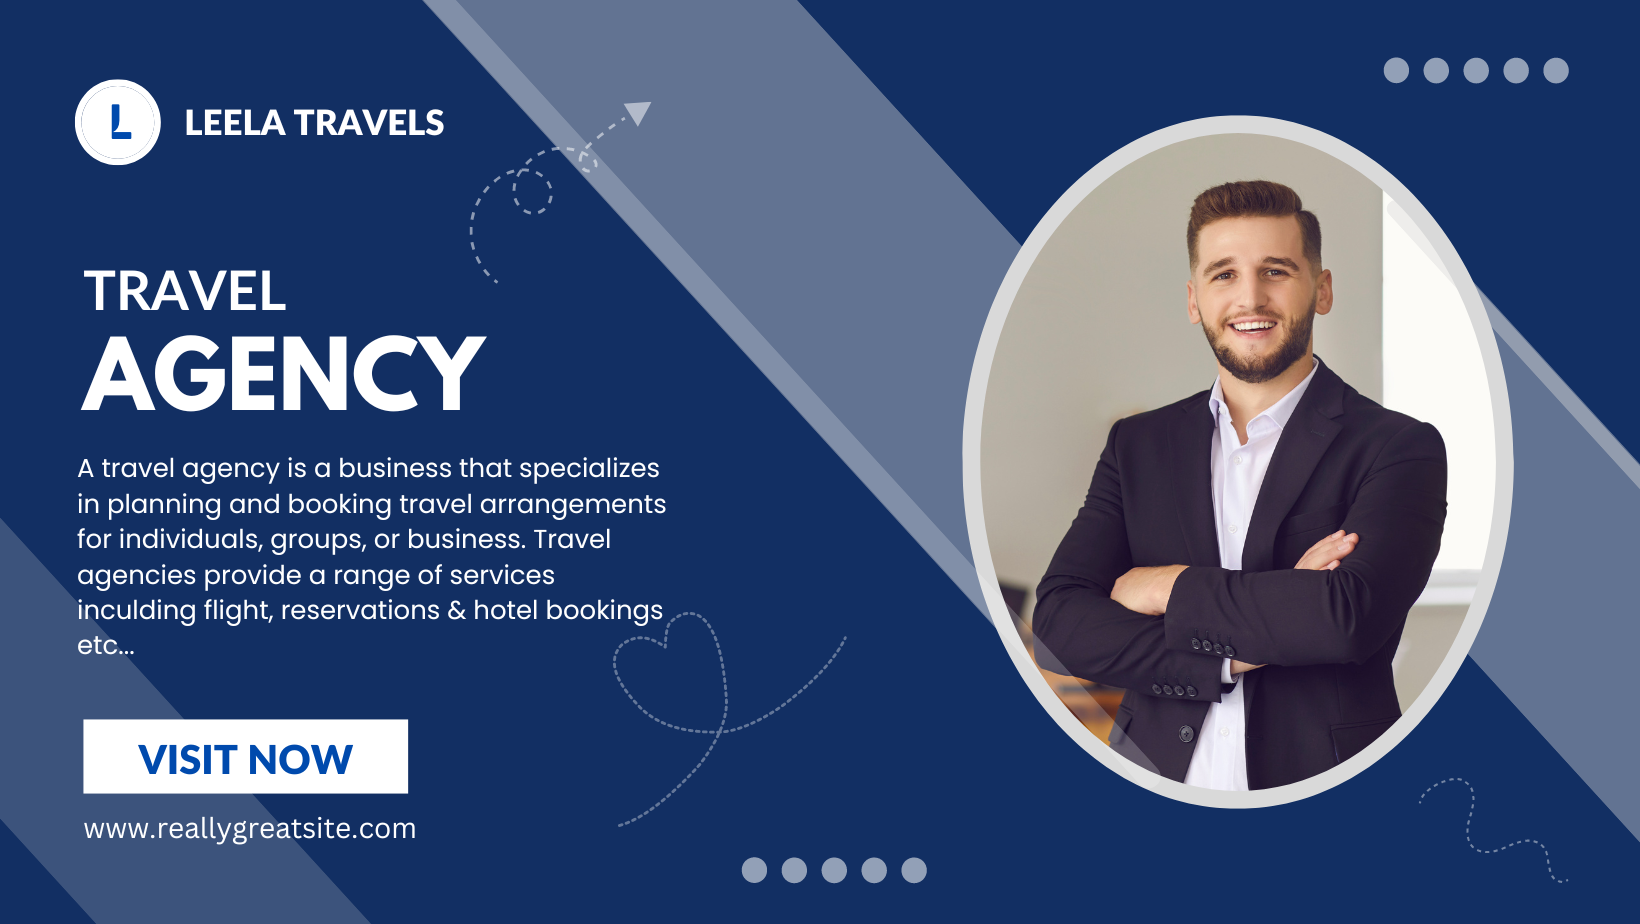 L
LEELA TRAVELS
TRAVEL
AGENCY
A travel agency is a business that specializes
in planning and booking travel arrangements
for individuals, groups, or business. Travel
agencies provide a range of services
inculding flight, reservations & hotel bookings
etc...
VISIT NOW
www.reallygreatsite.com